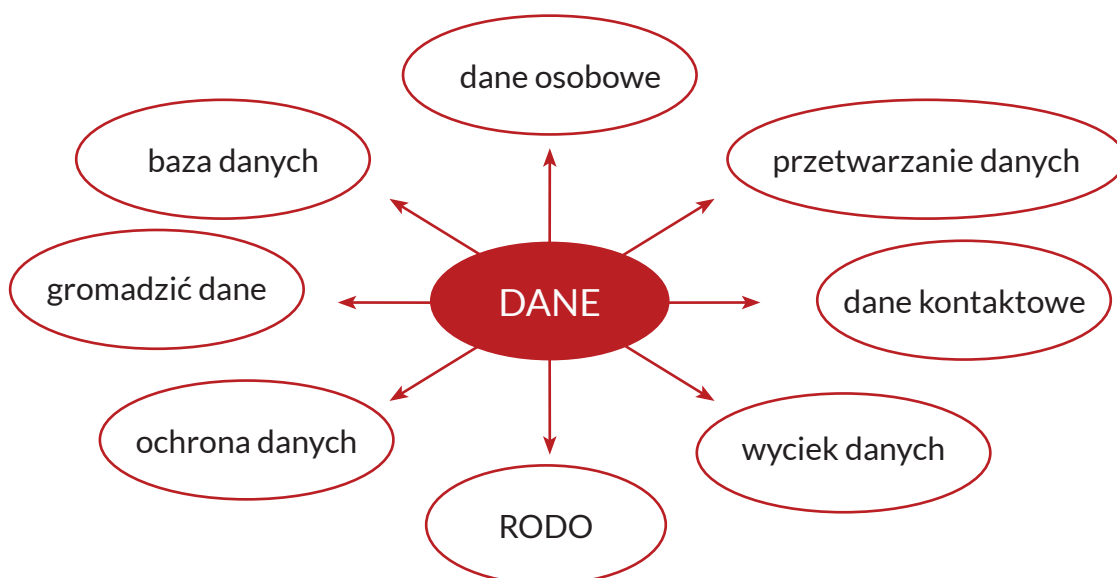 dane osobowe
baza danych
przetwarzanie danych
gromadzić dane
DANE
dane kontaktowe
ochrona danych
wyciek danych
RODO